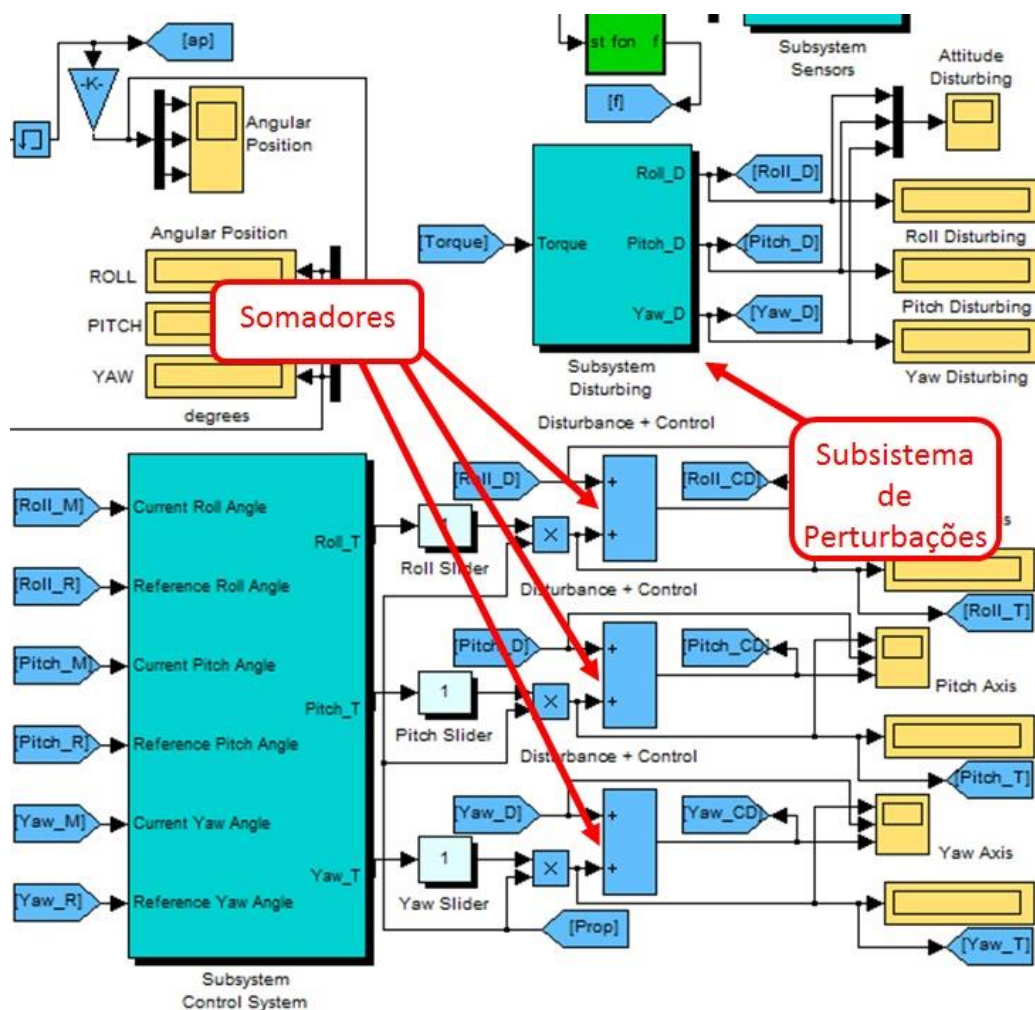 [ap]
-K-
Angular
Position
st fcn f
[f]
Subsystem
Sensors
Attitude
Disturbing
Roll_D
[Roll_D]
Roll Disturbing
[Torque]
Torque
Pitch_D
[Pitch_D]
Pitch Disturbing
Yaw_D
[Yaw_D]
Yaw Disturbing
Subsystem
Disturbing
Angular Position
ROLL
PITCH
YAW
degrees
Somadores
Subsistema
de
Perturbações
Disturbance + Control
[Roll_D]
+
+
[Roll_CD]
s
[Roll_M]
Current Roll Angle
Roll_T
1
Roll Slider
×
[Roll_R]
Reference Roll Angle
[Roll_T]
Disturbance + Control
[Pitch_D]
+
+
[Pitch_CD]
Pitch Axis
[Pitch_M]
Current Pitch Angle
Pitch_T
1
Pitch Slider
×
[Pitch_R]
Reference Pitch Angle
[Pitch_T]
Disturbance + Control
[Yaw_D]
+
+
[Yaw_CD]
Yaw Axis
[Yaw_M]
Current Yaw Angle
Yaw_T
1
Yaw Slider
×
[Yaw_R]
Reference Yaw Angle
[Prop]
[Yaw_T]
Subsystem
Control System